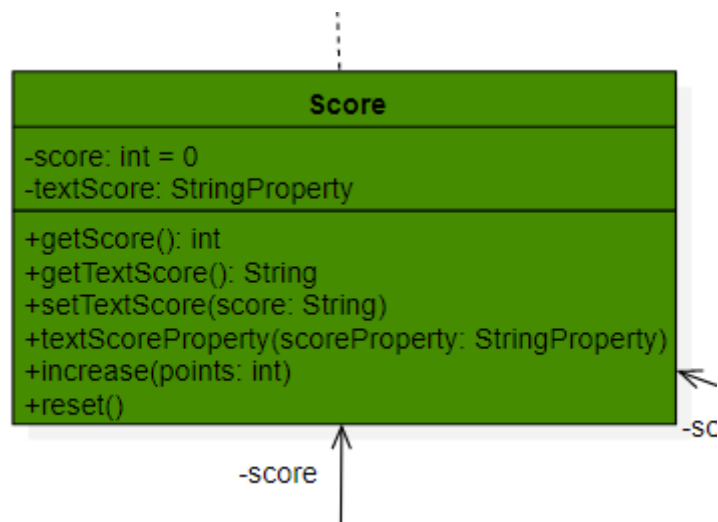 Score
-score: int = 0
-textScore: StringProperty
+getScore(): int
+getTextScore(): String
+setTextScore(score: String)
+textScoreProperty(scoreProperty: StringProperty)
+increase(points: int)
+reset()
-score